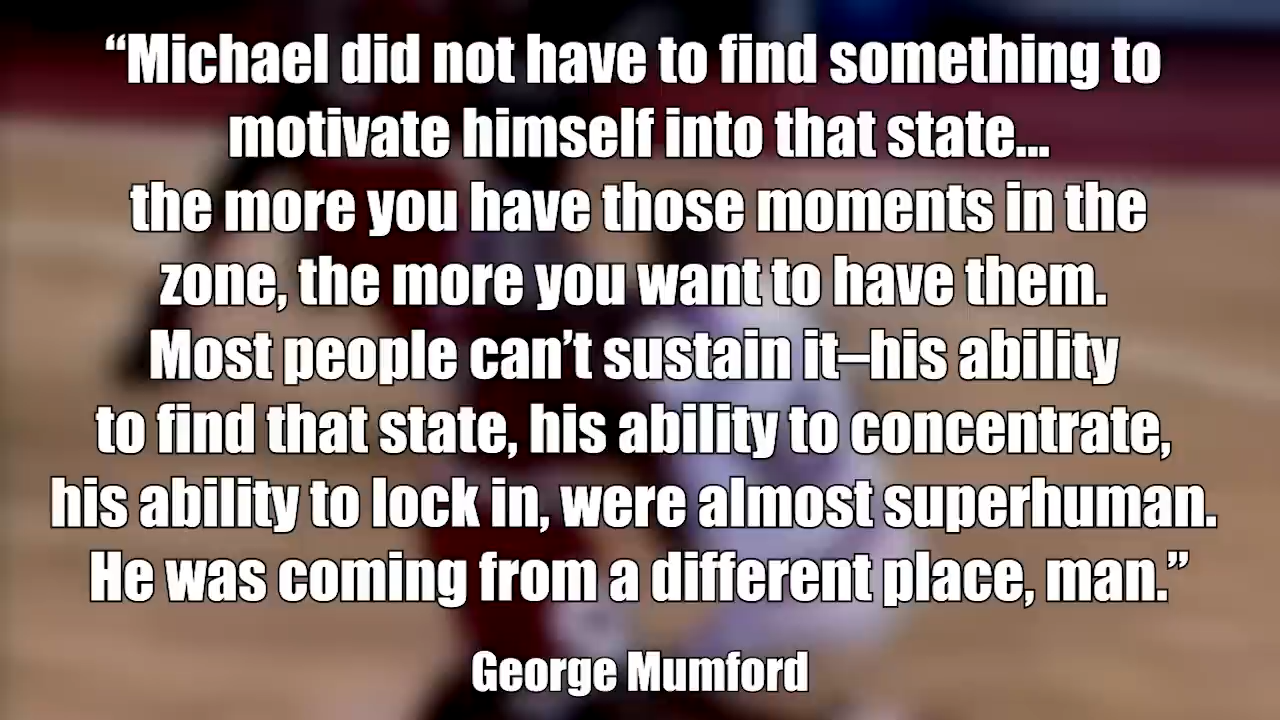 “Michael did not have to find something to
motivate himself into that state...
the more you have those moments in the
zone, the more you want to have them.
Most people can’t sustain it–his ability
to find that state, his ability to concentrate,
his ability to lock in, were almost superhuman.
He was coming from a different place, man.”
George Mumford